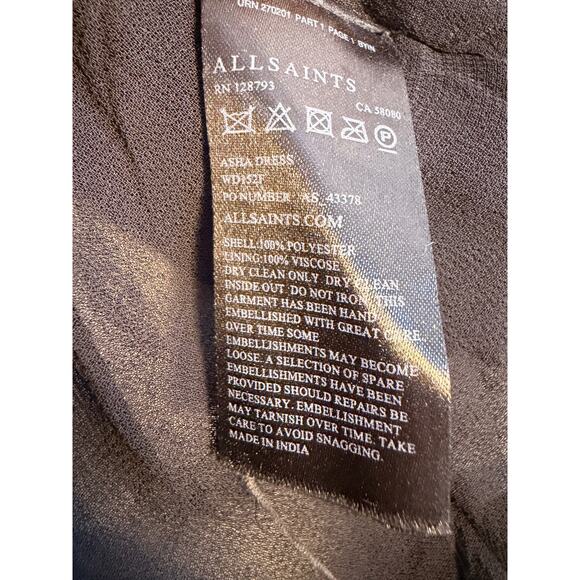 URN 270201 PART 1 PAGE 1 BYIN
ALLSAINTS
RN 128793 CA 58080
P
ASHA DRESS
WD152F
PO NUMBER AS_43378
ALLSAINTS.COM
SHELL:100% POLYESTER
LINING:100% VISCOSE
DRY CLEAN ONLY. DRY CLEAN
INSIDE OUT. DO NOT IRON. THIS
GARMENT HAS BEEN HAND
EMBELLISHED WITH GREAT CARE.
OVER TIME SOME
EMBELLISHMENTS MAY BECOME
LOOSE. A SELECTION OF SPARE
EMBELLISHMENTS HAVE BEEN
PROVIDED SHOULD REPAIRS BE
NECESSARY. EMBELLISHMENT
MAY TARNISH OVER TIME. TAKE
CARE TO AVOID SNAGGING.
MADE IN INDIA